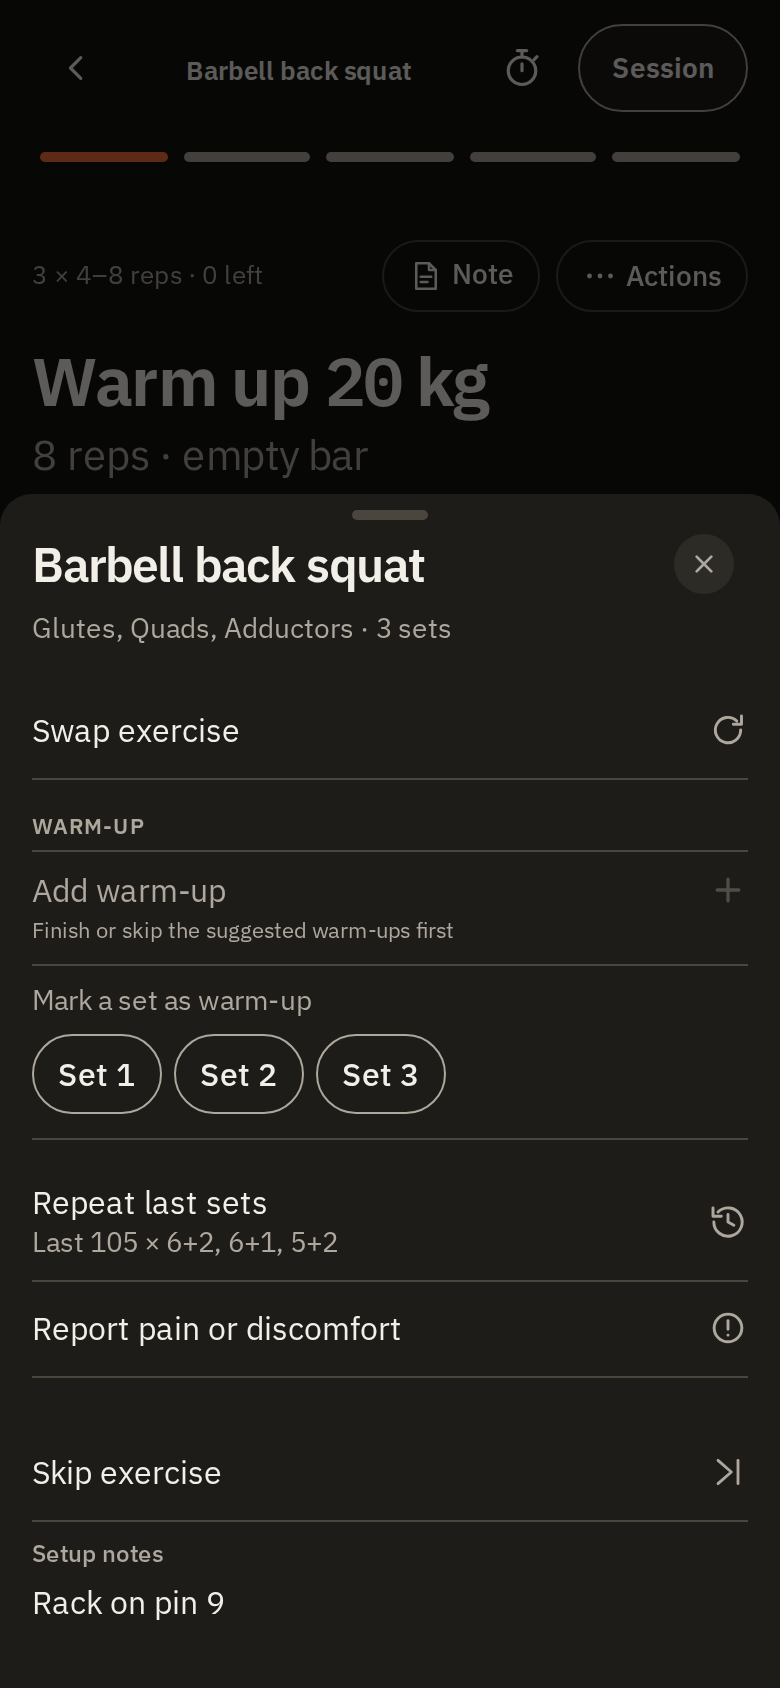 Barbell back squat
Session
3 × 4–8 reps · 0 left
Note
Actions
Warm up 20 kg
8 reps · empty bar
Barbell back squat
Glutes, Quads, Adductors · 3 sets
Swap exercise
WARM-UP
Add warm-up
Finish or skip the suggested warm-ups first
Mark a set as warm-up
Set 1
Set 2
Set 3
Repeat last sets
Last 105 × 6+2, 6+1, 5+2
Report pain or discomfort
Skip exercise
Setup notes
Rack on pin 9